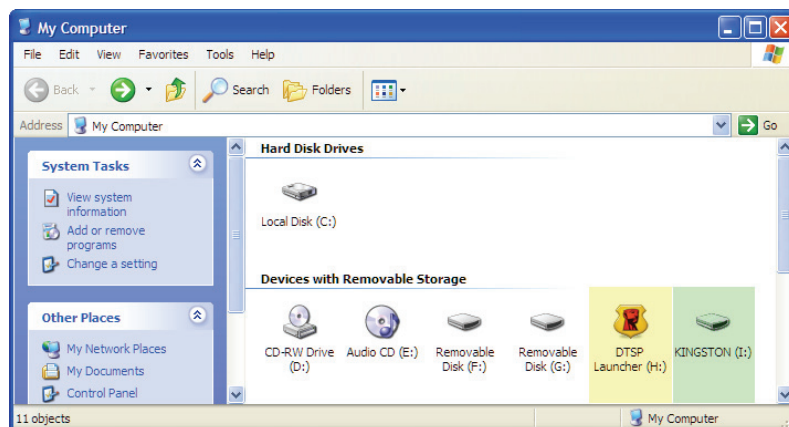 My Computer
File Edit View Favorites Tools Help
Back Search Folders
Address My Computer Go
System Tasks
View system
information
Add or remove
programs
Change a setting
Other Places
My Network Places
My Documents
Control Panel
Hard Disk Drives
Local Disk (C:)
Devices with Removable Storage
CD-RW Drive
(D:)
Audio CD (E:)
Removable
Disk (F:)
Removable
Disk (G:)
DTSP
Launcher (H:)
KINGSTON (I:)
11 objects
My Computer